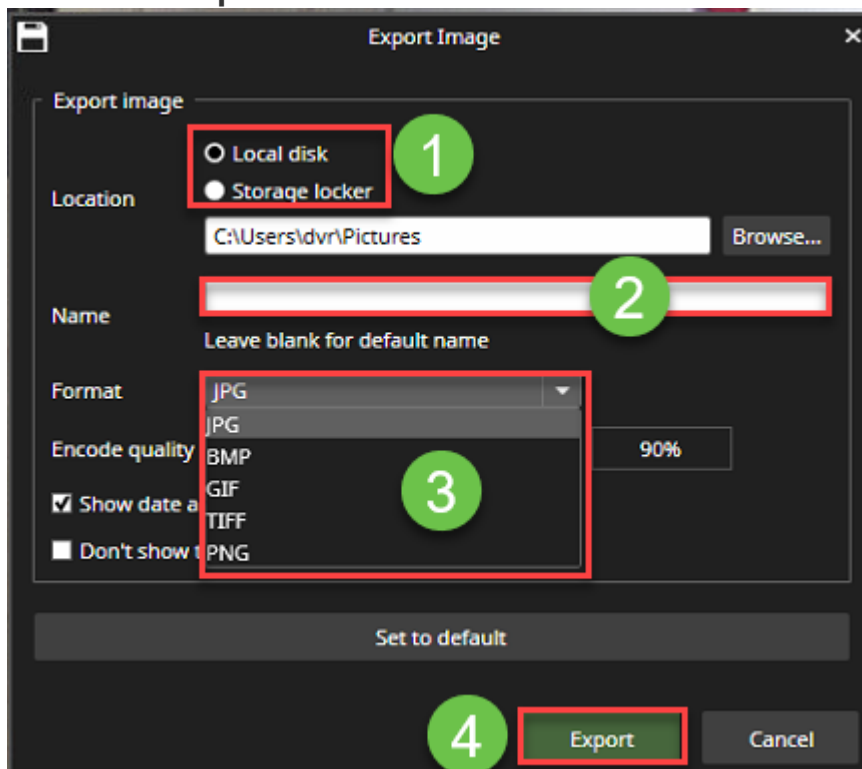 Export Image
Export image
Local disk
1
Storage locker
Location
C:\Users\dvr\Pictures
Browse...
2
Name
Leave blank for default name
Format
JPG
JPG
Encode quality
90%
BMP
GIF
3
Show date a
TIFF
Don't show t
PNG
Set to default
4
Export
Cancel